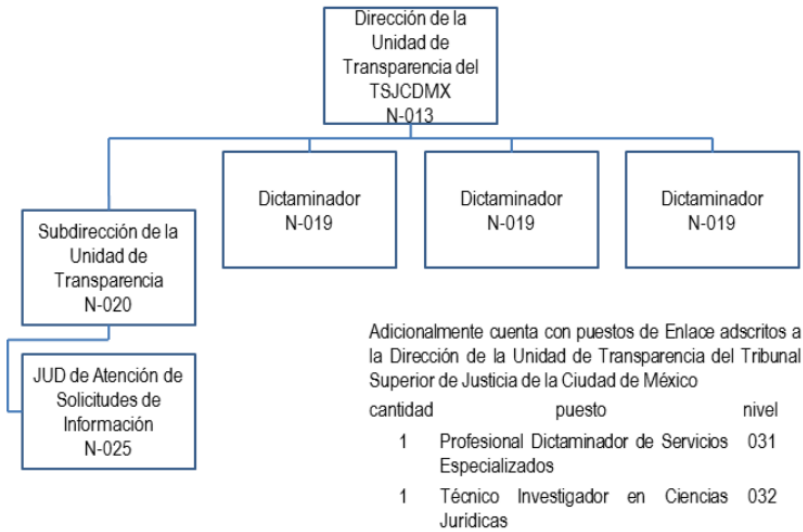 Dirección de la
Unidad de
Transparencia del
TSJCDMX
N-013
Dictaminador
N-019
Dictaminador
N-019
Dictaminador
N-019
Subdirección de la
Unidad de
Transparencia
N-020
JUD de Atención de
Solicitudes de
Información
N-025
Adicionalmente cuenta con puestos de Enlace adscritos a
la Dirección de la Unidad de Transparencia del Tribunal
Superior de Justicia de la Ciudad de México
cantidad puesto nivel
1 Profesional Dictaminador de Servicios 031
Especializados
1 Técnico Investigador en Ciencias 032
Jurídicas